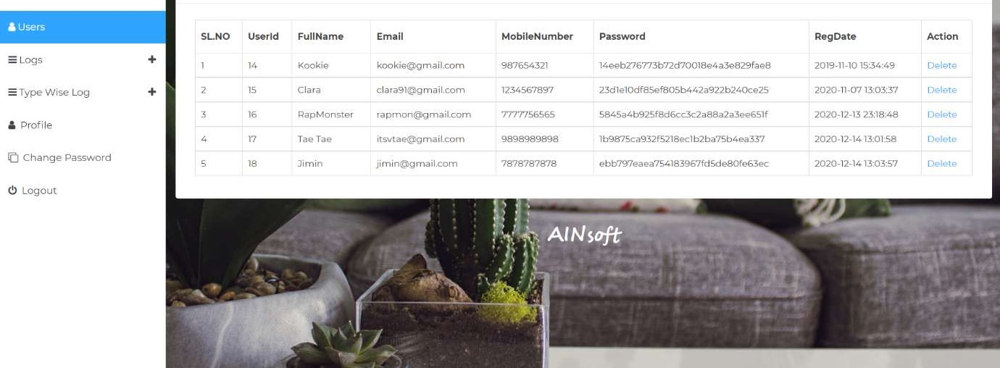 Users
Logs
Type Wise Log
Profile
Change Password
Logout
SL.NO UserId FullName Email MobileNumber Password RegDate Action
1 14 Kookie kookie@gmail.com 987654321 14eeb276773b72d70018e4a3e829fae8 2019-11-10 15:34:49 Delete
2 15 Clara clara91@gmail.com 1234567897 23d1e10df85ef805b442a922b240ce25 2020-11-07 13:03:37 Delete
3 16 RapMonster rapmon@gmail.com 7777756565 5845a4b925f8d6cc3c2a88a2a3ee651f 2020-12-13 23:18:48 Delete
4 17 Tae Tae itsvtae@gmail.com 9898989898 1b9875ca932f5218ec1b2ba75b4ea337 2020-12-14 13:01:58 Delete
5 18 Jimin jimin@gmail.com 7878787878 ebb797eaea754183967fd5de80fe63ec 2020-12-14 13:03:57 Delete
AINsoft